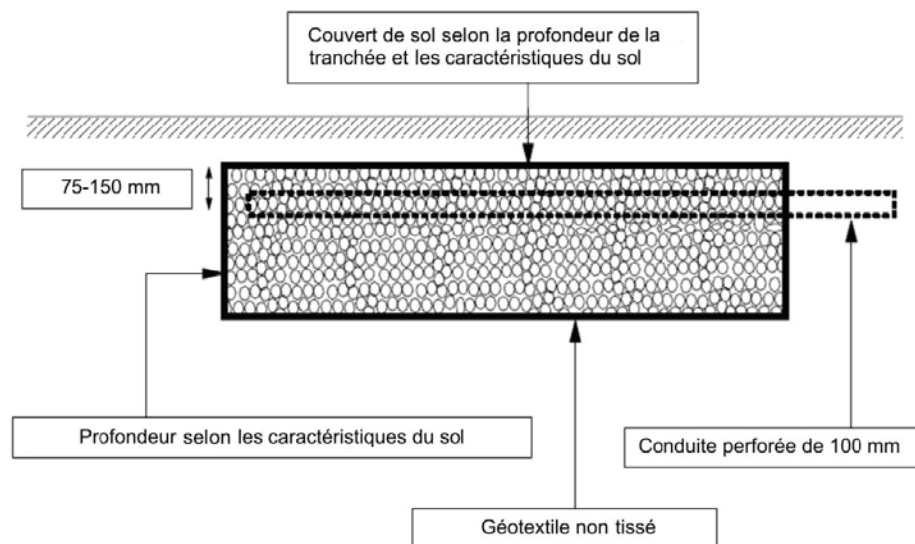 Couvert de sol selon la profondeur de la
tranchée et les caractéristiques du sol
75-150 mm
Profondeur selon les caractéristiques du sol
Conduite perforée de 100 mm
Géotextile non tissé